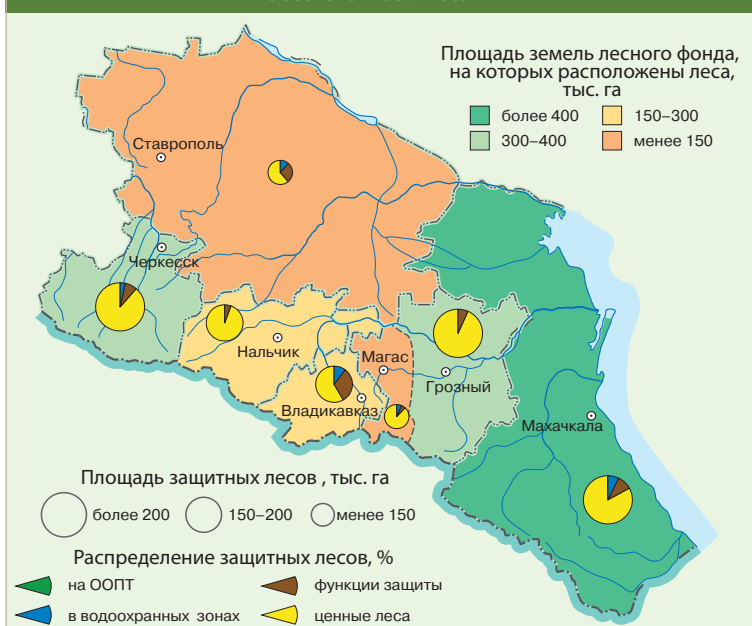 Площадь земель лесного фонда,
на которых расположены леса,
тыс. га
более 400
150–300
300–400
менее 150
Ставрополь
Черкесск
Нальчик
Магас
Грозный
Владикавказ
Махачкала
Площадь защитных лесов , тыс. га
более 200
150–200
менее 150
Распределение защитных лесов, %
на ООПТ
функции защиты
в водоохранных зонах
ценные леса